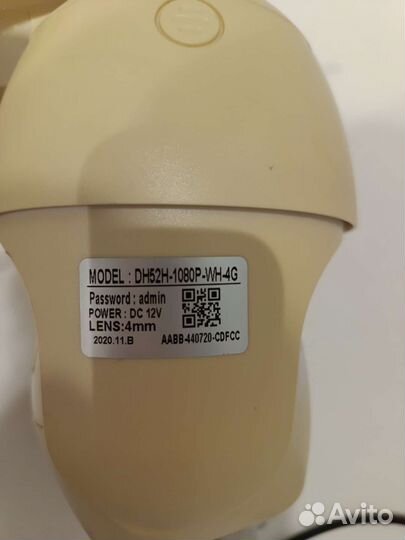 MODEL : DH52H-1080P-WH-4G
Password : admin
POWER : DC 12V
LENS:4mm
2020.11.B
AABB-440720-CDFCC
Avito